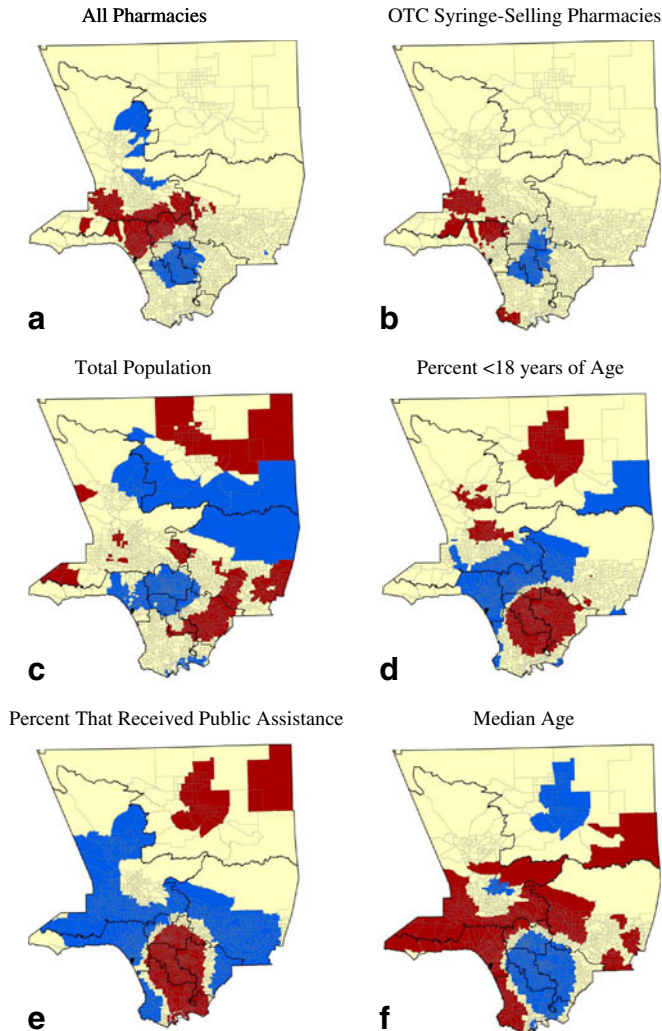 All Pharmacies
OTC Syringe-Selling Pharmacies
a
b
Total Population
Percent <18 years of Age
c
d
Percent That Received Public Assistance
Median Age
e
f